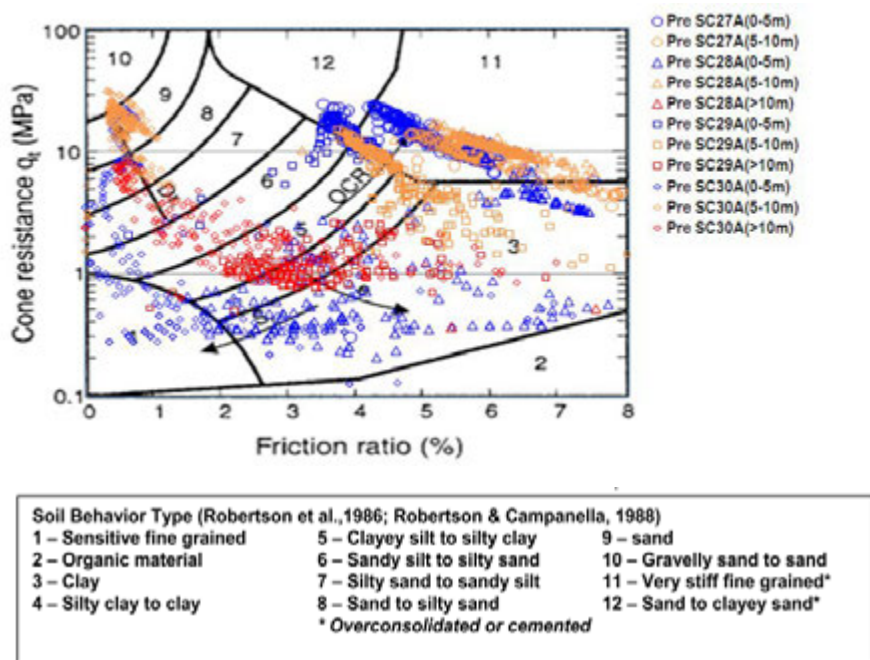 100
10
1
0.1
Cone resistance qt (MPa)
10
9
8
7
6
5
12
11
3
2
OCR
Dr
0 1 2 3 4 5 6 7 8
Friction ratio (%)
Pre SC27A(0-5m)
Pre SC27A(5-10m)
Pre SC28A(0-5m)
Pre SC28A(5-10m)
Pre SC28A(>10m)
Pre SC29A(0-5m)
Pre SC29A(5-10m)
Pre SC29A(>10m)
Pre SC30A(0-5m)
Pre SC30A(5-10m)
Pre SC30A(>10m)
Soil Behavior Type (Robertson et al.,1986; Robertson & Campanella, 1988)
1 – Sensitive fine grained
2 – Organic material
3 – Clay
4 – Silty clay to clay
5 – Clayey silt to silty clay
6 – Sandy silt to silty sand
7 – Silty sand to sandy silt
8 – Sand to silty sand
9 – sand
10 – Gravelly sand to sand
11 – Very stiff fine grained*
12 – Sand to clayey sand*
* Overconsolidated or cemented